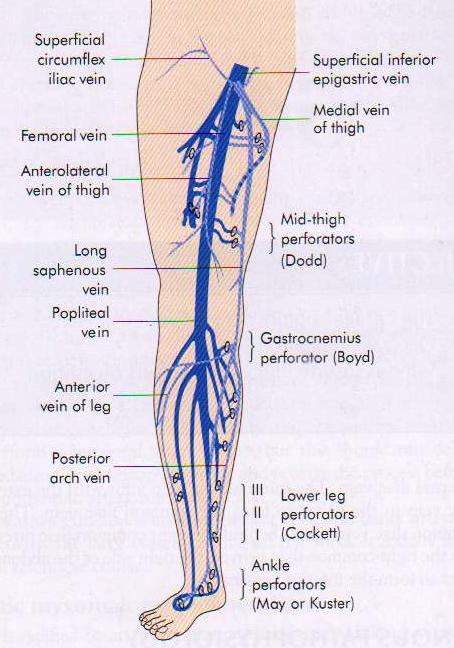 Superficial
circumflex
iliac vein
Superficial inferior
epigastric vein
Medial vein
of thigh
Femoral vein
Anterolateral
vein of thigh
Mid-thigh
perforators
(Dodd)
Long
saphenous
vein
Popliteal
vein
Gastrocnemius
perforator (Boyd)
Anterior
vein of leg
Posterior
arch vein
III
II
I
Lower leg
perforators
(Cockett)
Ankle
perforators
(May or Kuster)